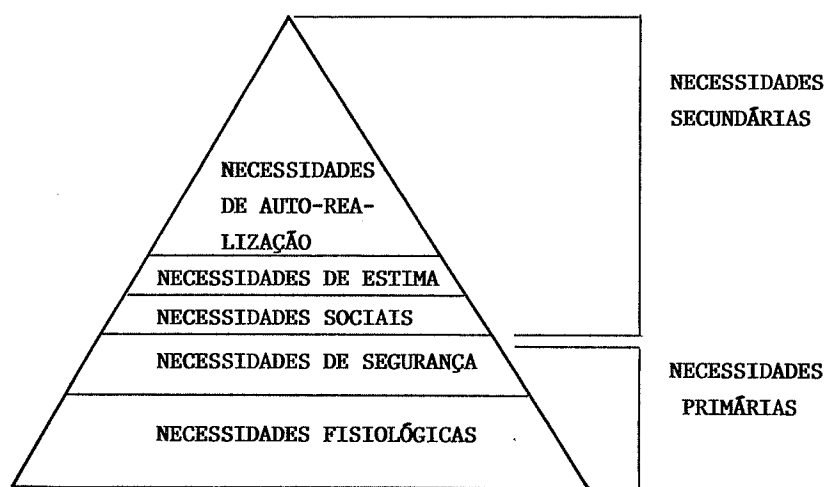 NECESSIDADES
SECUNDÁRIAS
NECESSIDADES
DE AUTO-REA-
LIZAÇÃO
NECESSIDADES DE ESTIMA
NECESSIDADES SOCIAIS
NECESSIDADES DE SEGURANÇA
NECESSIDADES
PRIMÁRIAS
NECESSIDADES FISIOLÓGICAS